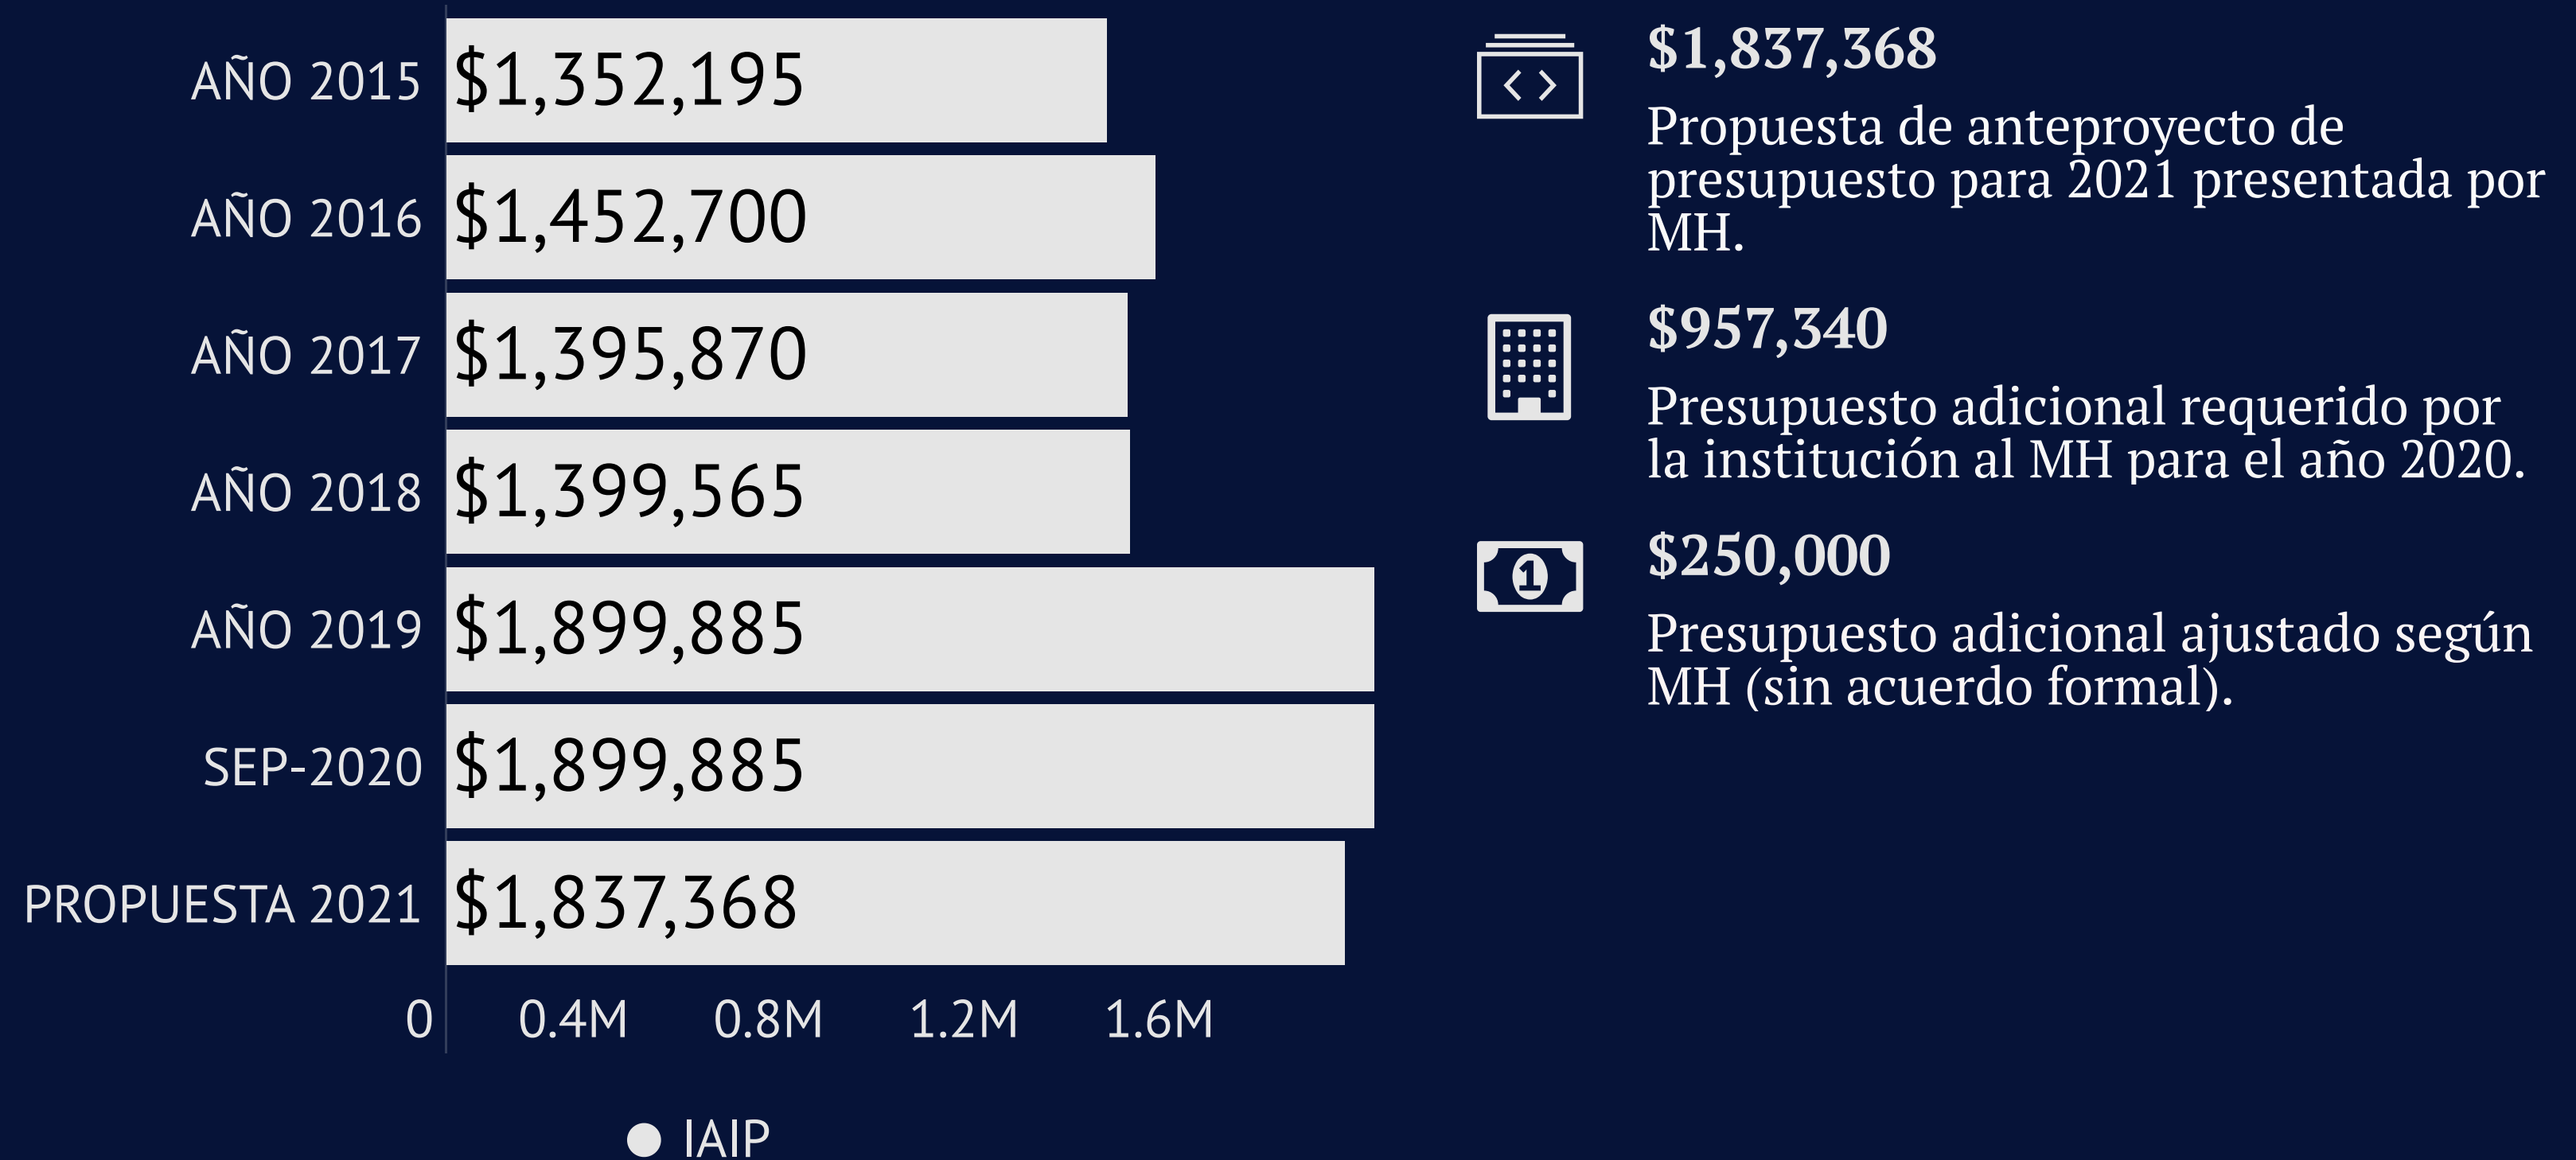 AÑO 2015 $1,352,195
AÑO 2016 $1,452,700
AÑO 2017 $1,395,870
AÑO 2018 $1,399,565
AÑO 2019 $1,899,885
SEP-2020 $1,899,885
PROPUESTA 2021 $1,837,368
0 0.4M 0.8M 1.2M 1.6M
IAIP
$1,837,368
Propuesta de anteproyecto de
presupuesto para 2021 presentada por
MH.
$957,340
Presupuesto adicional requerido por
la institución al MH para el año 2020.
1
$250,000
Presupuesto adicional ajustado según
MH (sin acuerdo formal).